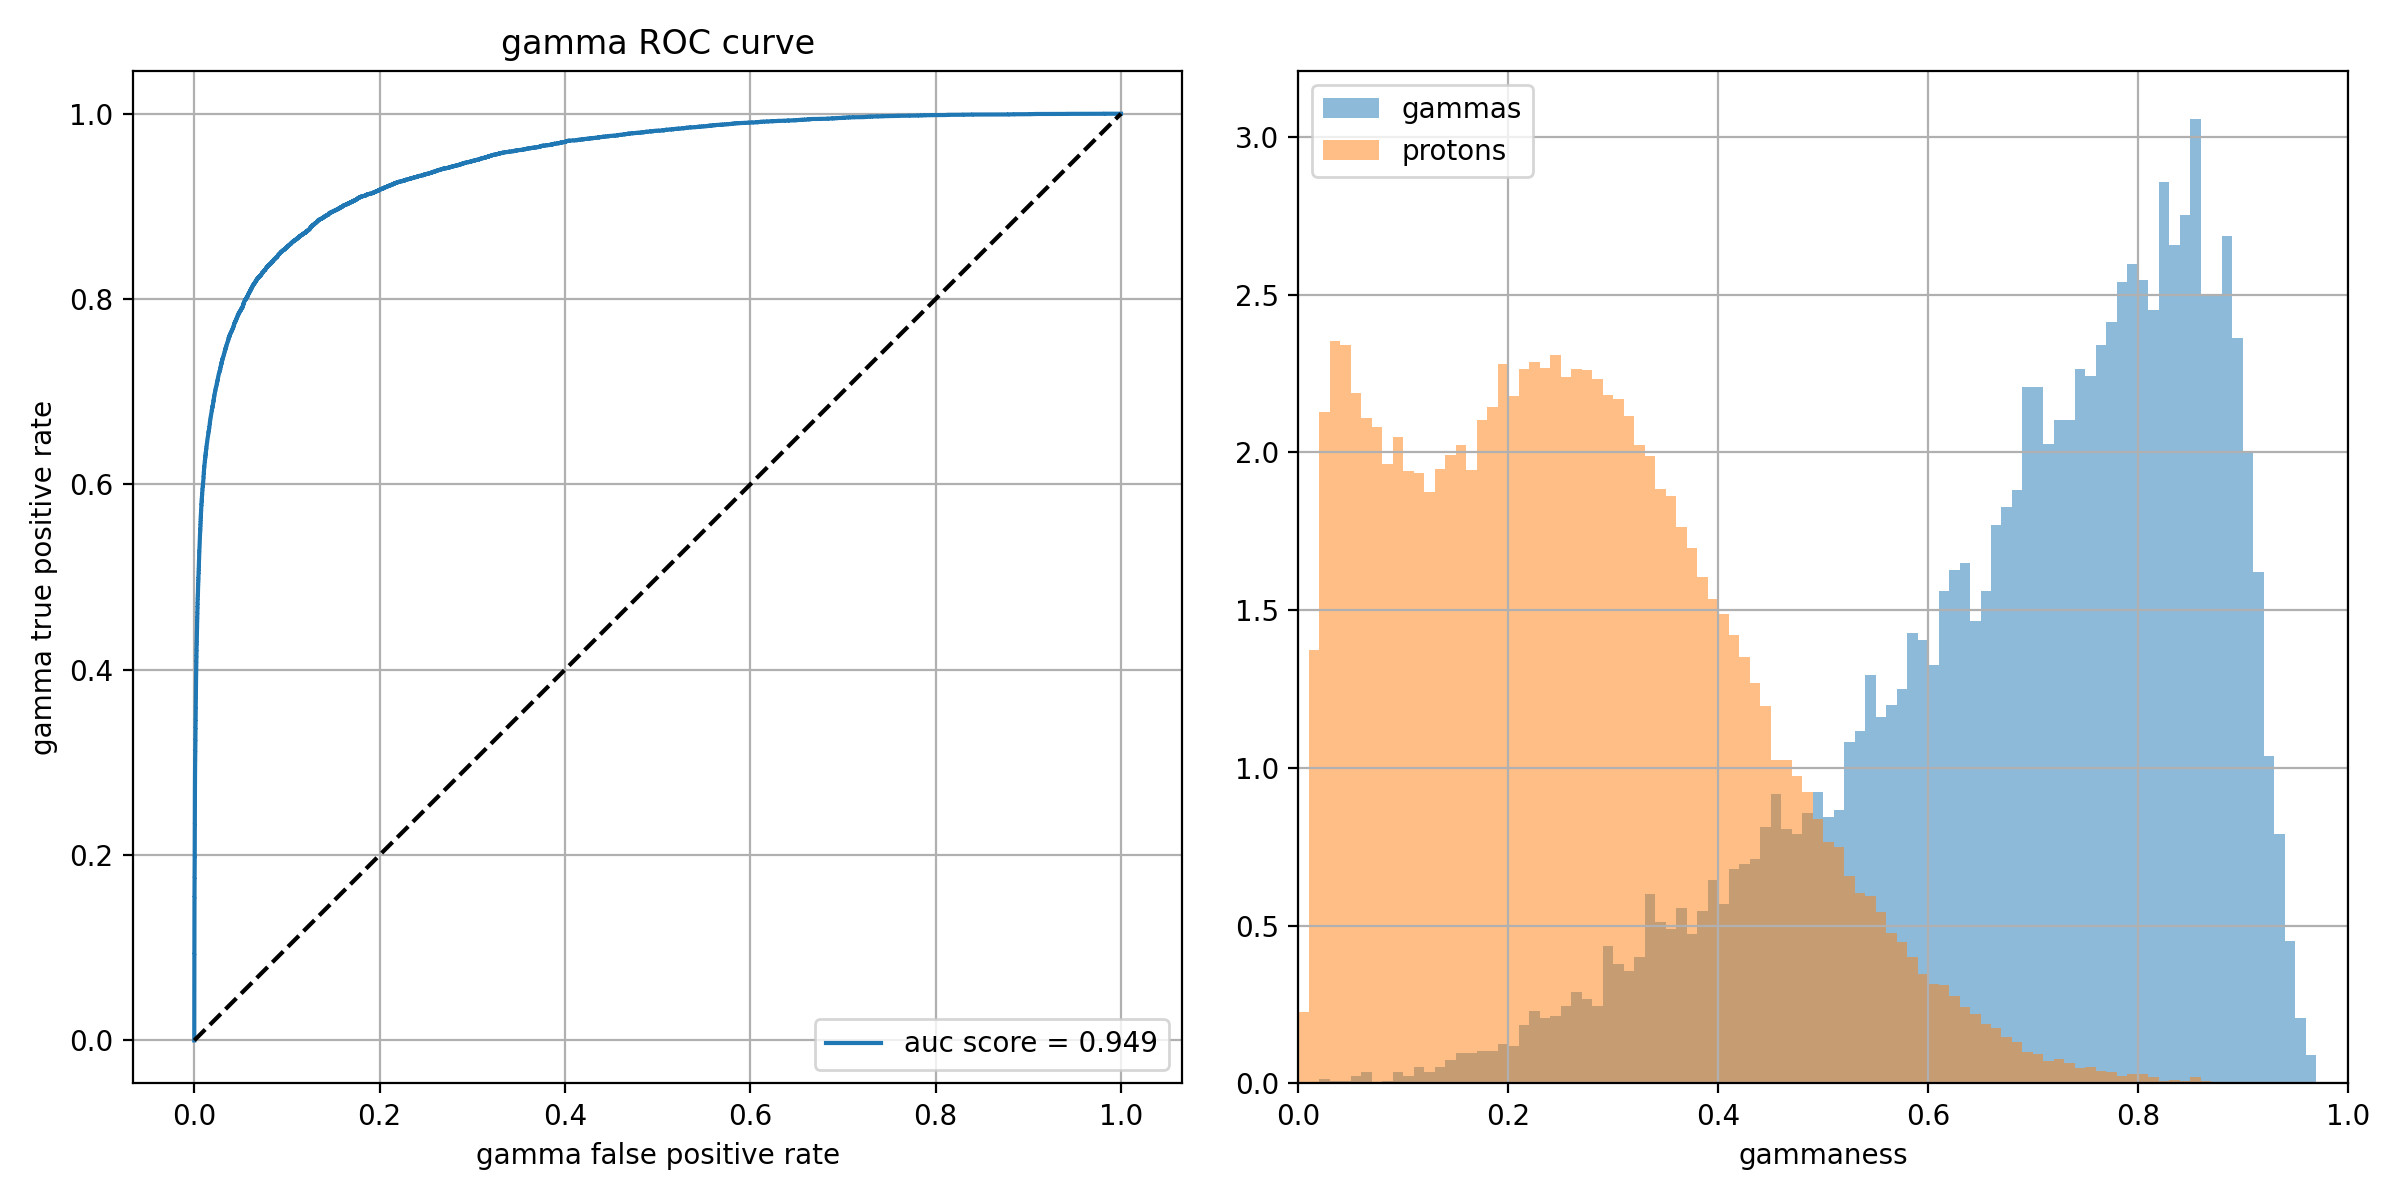 gamma ROC curve
gamma true positive rate
1.0
0.8
0.6
0.4
0.2
0.0
0.0 0.2 0.4 0.6 0.8 1.0
gamma false positive rate
auc score = 0.949
gammas
protons
3.0
2.5
2.0
1.5
1.0
0.5
0.0
0.0 0.2 0.4 0.6 0.8 1.0
gammaness